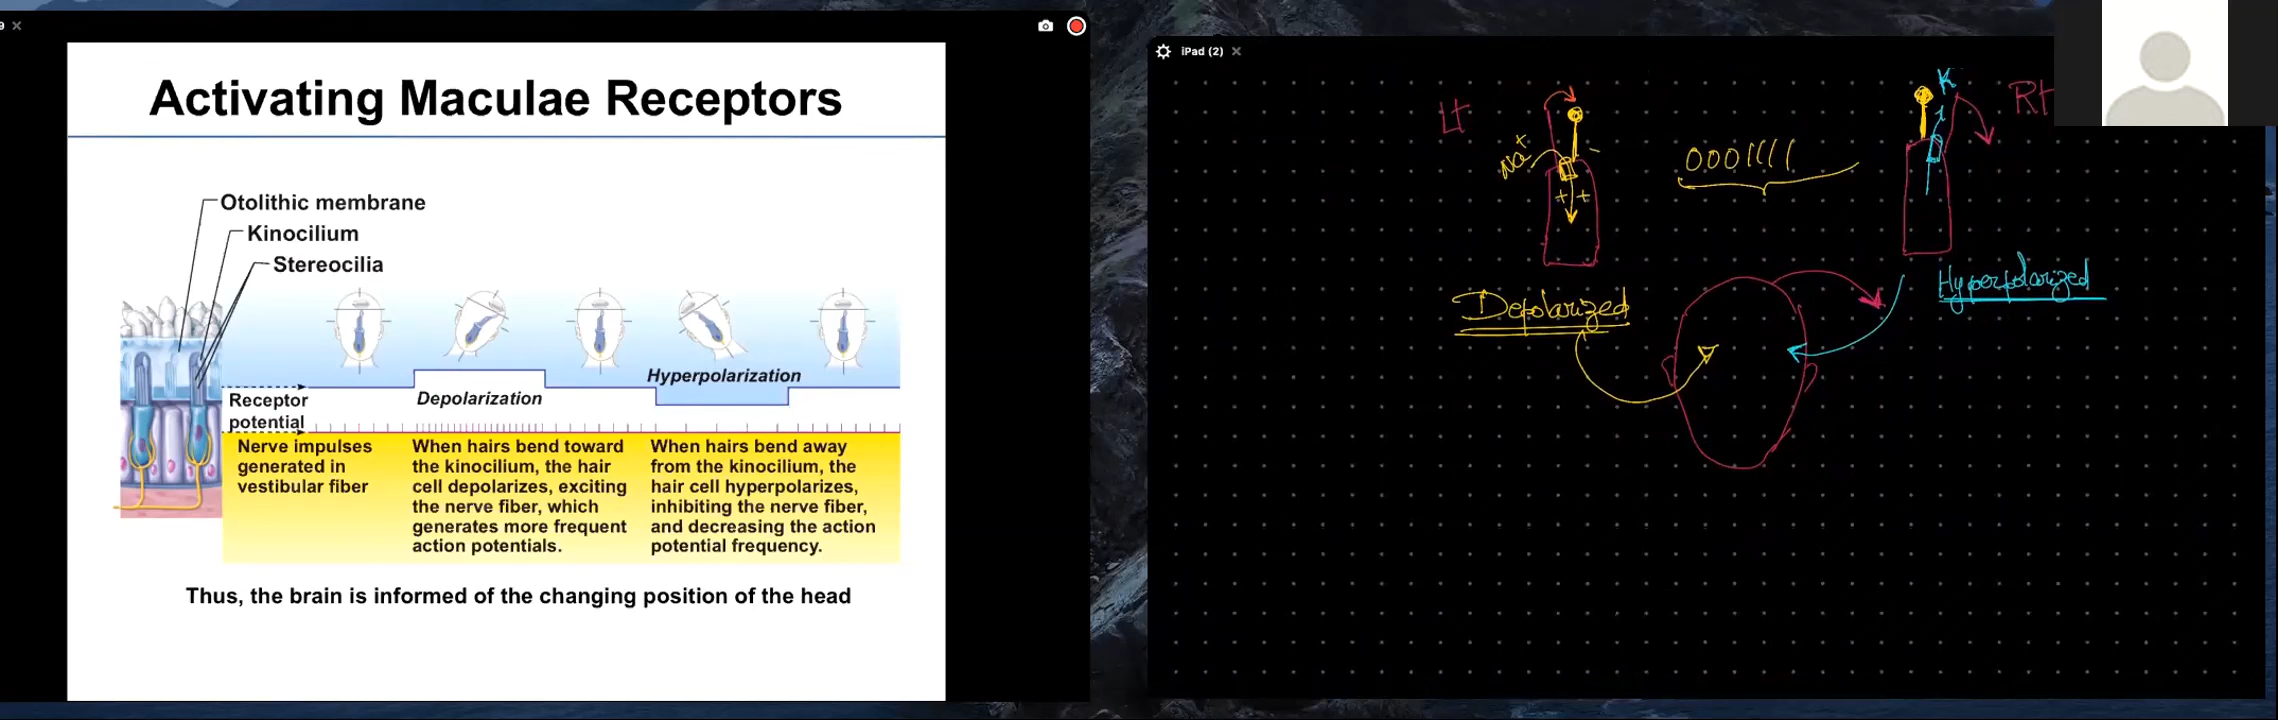 9
iPad (2)
Activating Maculae Receptors
Otolithic membrane
Kinocilium
Stereocilia
Receptor
potential
Depolarization
Hyperpolarization
Nerve impulses
generated in
vestibular fiber
When hairs bend toward
the kinocilium, the hair
cell depolarizes, exciting
the nerve fiber, which
generates more frequent
action potentials.
When hairs bend away
from the kinocilium, the
hair cell hyperpolarizes,
inhibiting the nerve fiber,
and decreasing the action
potential frequency.
Thus, the brain is informed of the changing position of the head
Lt
Na+
-
+ +
K
Rt
Depolarized
Hyperpolarized